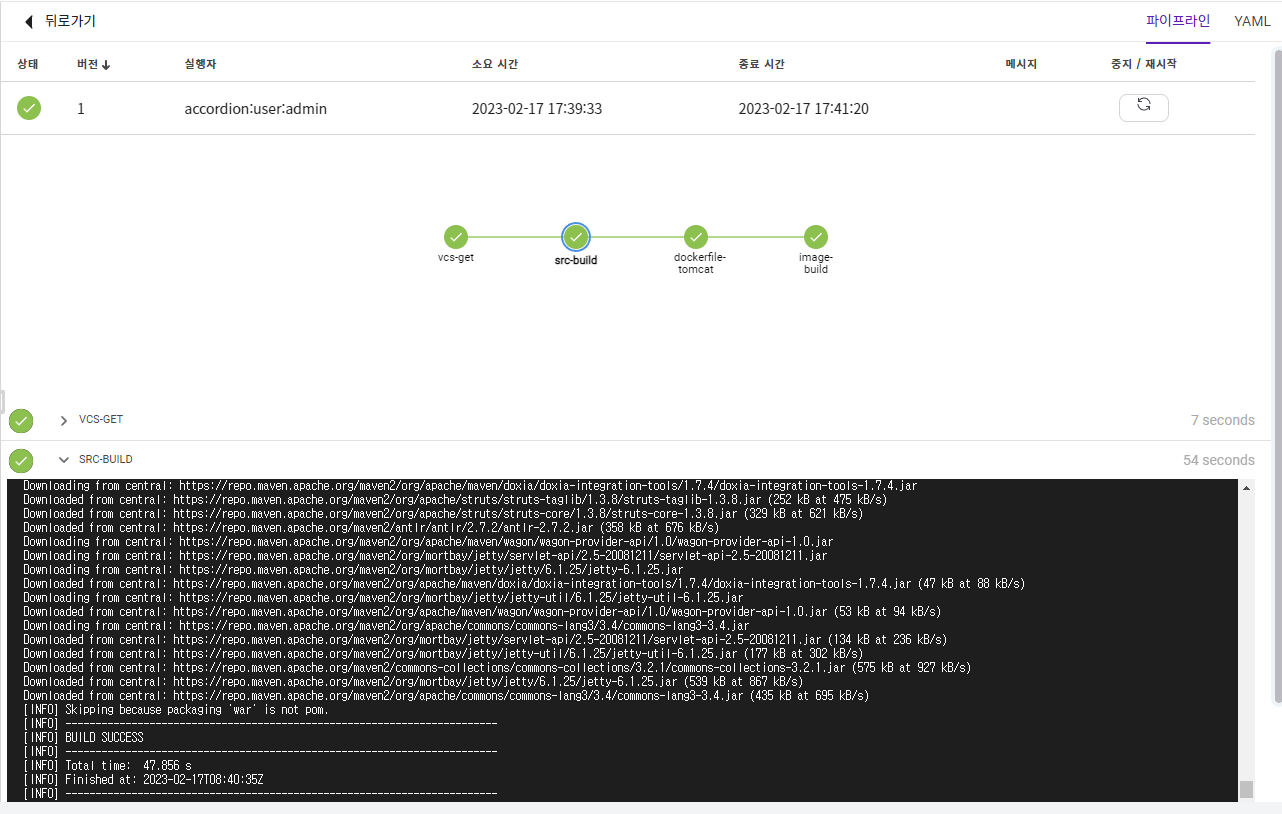 뒤로가기
파이프라인 YAML
상태 버전 실행자 소요 시간 종료 시간 메시지 중지 / 재시작
1 accordion:user:admin 2023-02-17 17:39:33 2023-02-17 17:41:20
vcs-get src-build dockerfile-tomcat image-build
VCS-GET 7 seconds
SRC-BUILD 54 seconds
Downloading from central: https://repo.maven.apache.org/maven2/org/apache/maven/doxia/doxia-integration-tools/1.7.4/doxia-integration-tools-1.7.4.jar
Downloaded from central: https://repo.maven.apache.org/maven2/org/apache/struts/struts-taglib/1.3.8/struts-taglib-1.3.8.jar (252 kB at 475 kB/s)
Downloaded from central: https://repo.maven.apache.org/maven2/org/apache/struts/struts-core/1.3.8/struts-core-1.3.8.jar (329 kB at 621 kB/s)
Downloaded from central: https://repo.maven.apache.org/maven2/antlr/antlr/2.7.2/antlr-2.7.2.jar (358 kB at 676 kB/s)
Downloading from central: https://repo.maven.apache.org/maven2/org/apache/maven/wagon/wagon-provider-api/1.0/wagon-provider-api-1.0.jar
Downloading from central: https://repo.maven.apache.org/maven2/org/mortbay/jetty/servlet-api/2.5-20081211/servlet-api-2.5-20081211.jar
Downloading from central: https://repo.maven.apache.org/maven2/org/mortbay/jetty/jetty/6.1.25/jetty-6.1.25.jar
Downloaded from central: https://repo.maven.apache.org/maven2/org/apache/maven/doxia/doxia-integration-tools/1.7.4/doxia-integration-tools-1.7.4.jar (47 kB at 88 kB/s)
Downloading from central: https://repo.maven.apache.org/maven2/org/mortbay/jetty/jetty-util/6.1.25/jetty-util-6.1.25.jar
Downloaded from central: https://repo.maven.apache.org/maven2/org/apache/maven/wagon/wagon-provider-api/1.0/wagon-provider-api-1.0.jar (53 kB at 94 kB/s)
Downloading from central: https://repo.maven.apache.org/maven2/org/apache/commons/commons-lang3/3.4/commons-lang3-3.4.jar
Downloaded from central: https://repo.maven.apache.org/maven2/org/mortbay/jetty/servlet-api/2.5-20081211/servlet-api-2.5-20081211.jar (134 kB at 236 kB/s)
Downloaded from central: https://repo.maven.apache.org/maven2/org/mortbay/jetty/jetty-util/6.1.25/jetty-util-6.1.25.jar (177 kB at 302 kB/s)
Downloaded from central: https://repo.maven.apache.org/maven2/commons-collections/commons-collections/3.2.1/commons-collections-3.2.1.jar (575 kB at 927 kB/s)
Downloaded from central: https://repo.maven.apache.org/maven2/org/mortbay/jetty/jetty/6.1.25/jetty-6.1.25.jar (539 kB at 867 kB/s)
Downloaded from central: https://repo.maven.apache.org/maven2/org/apache/commons/commons-lang3/3.4/commons-lang3-3.4.jar (435 kB at 695 kB/s)
[INFO] Skipping because packaging 'war' is not pom.
[INFO] ------------------------------------------------------------------------
[INFO] BUILD SUCCESS
[INFO] ------------------------------------------------------------------------
[INFO] Total time:  47.856 s
[INFO] Finished at: 2023-02-17T08:40:35Z
[INFO] ------------------------------------------------------------------------